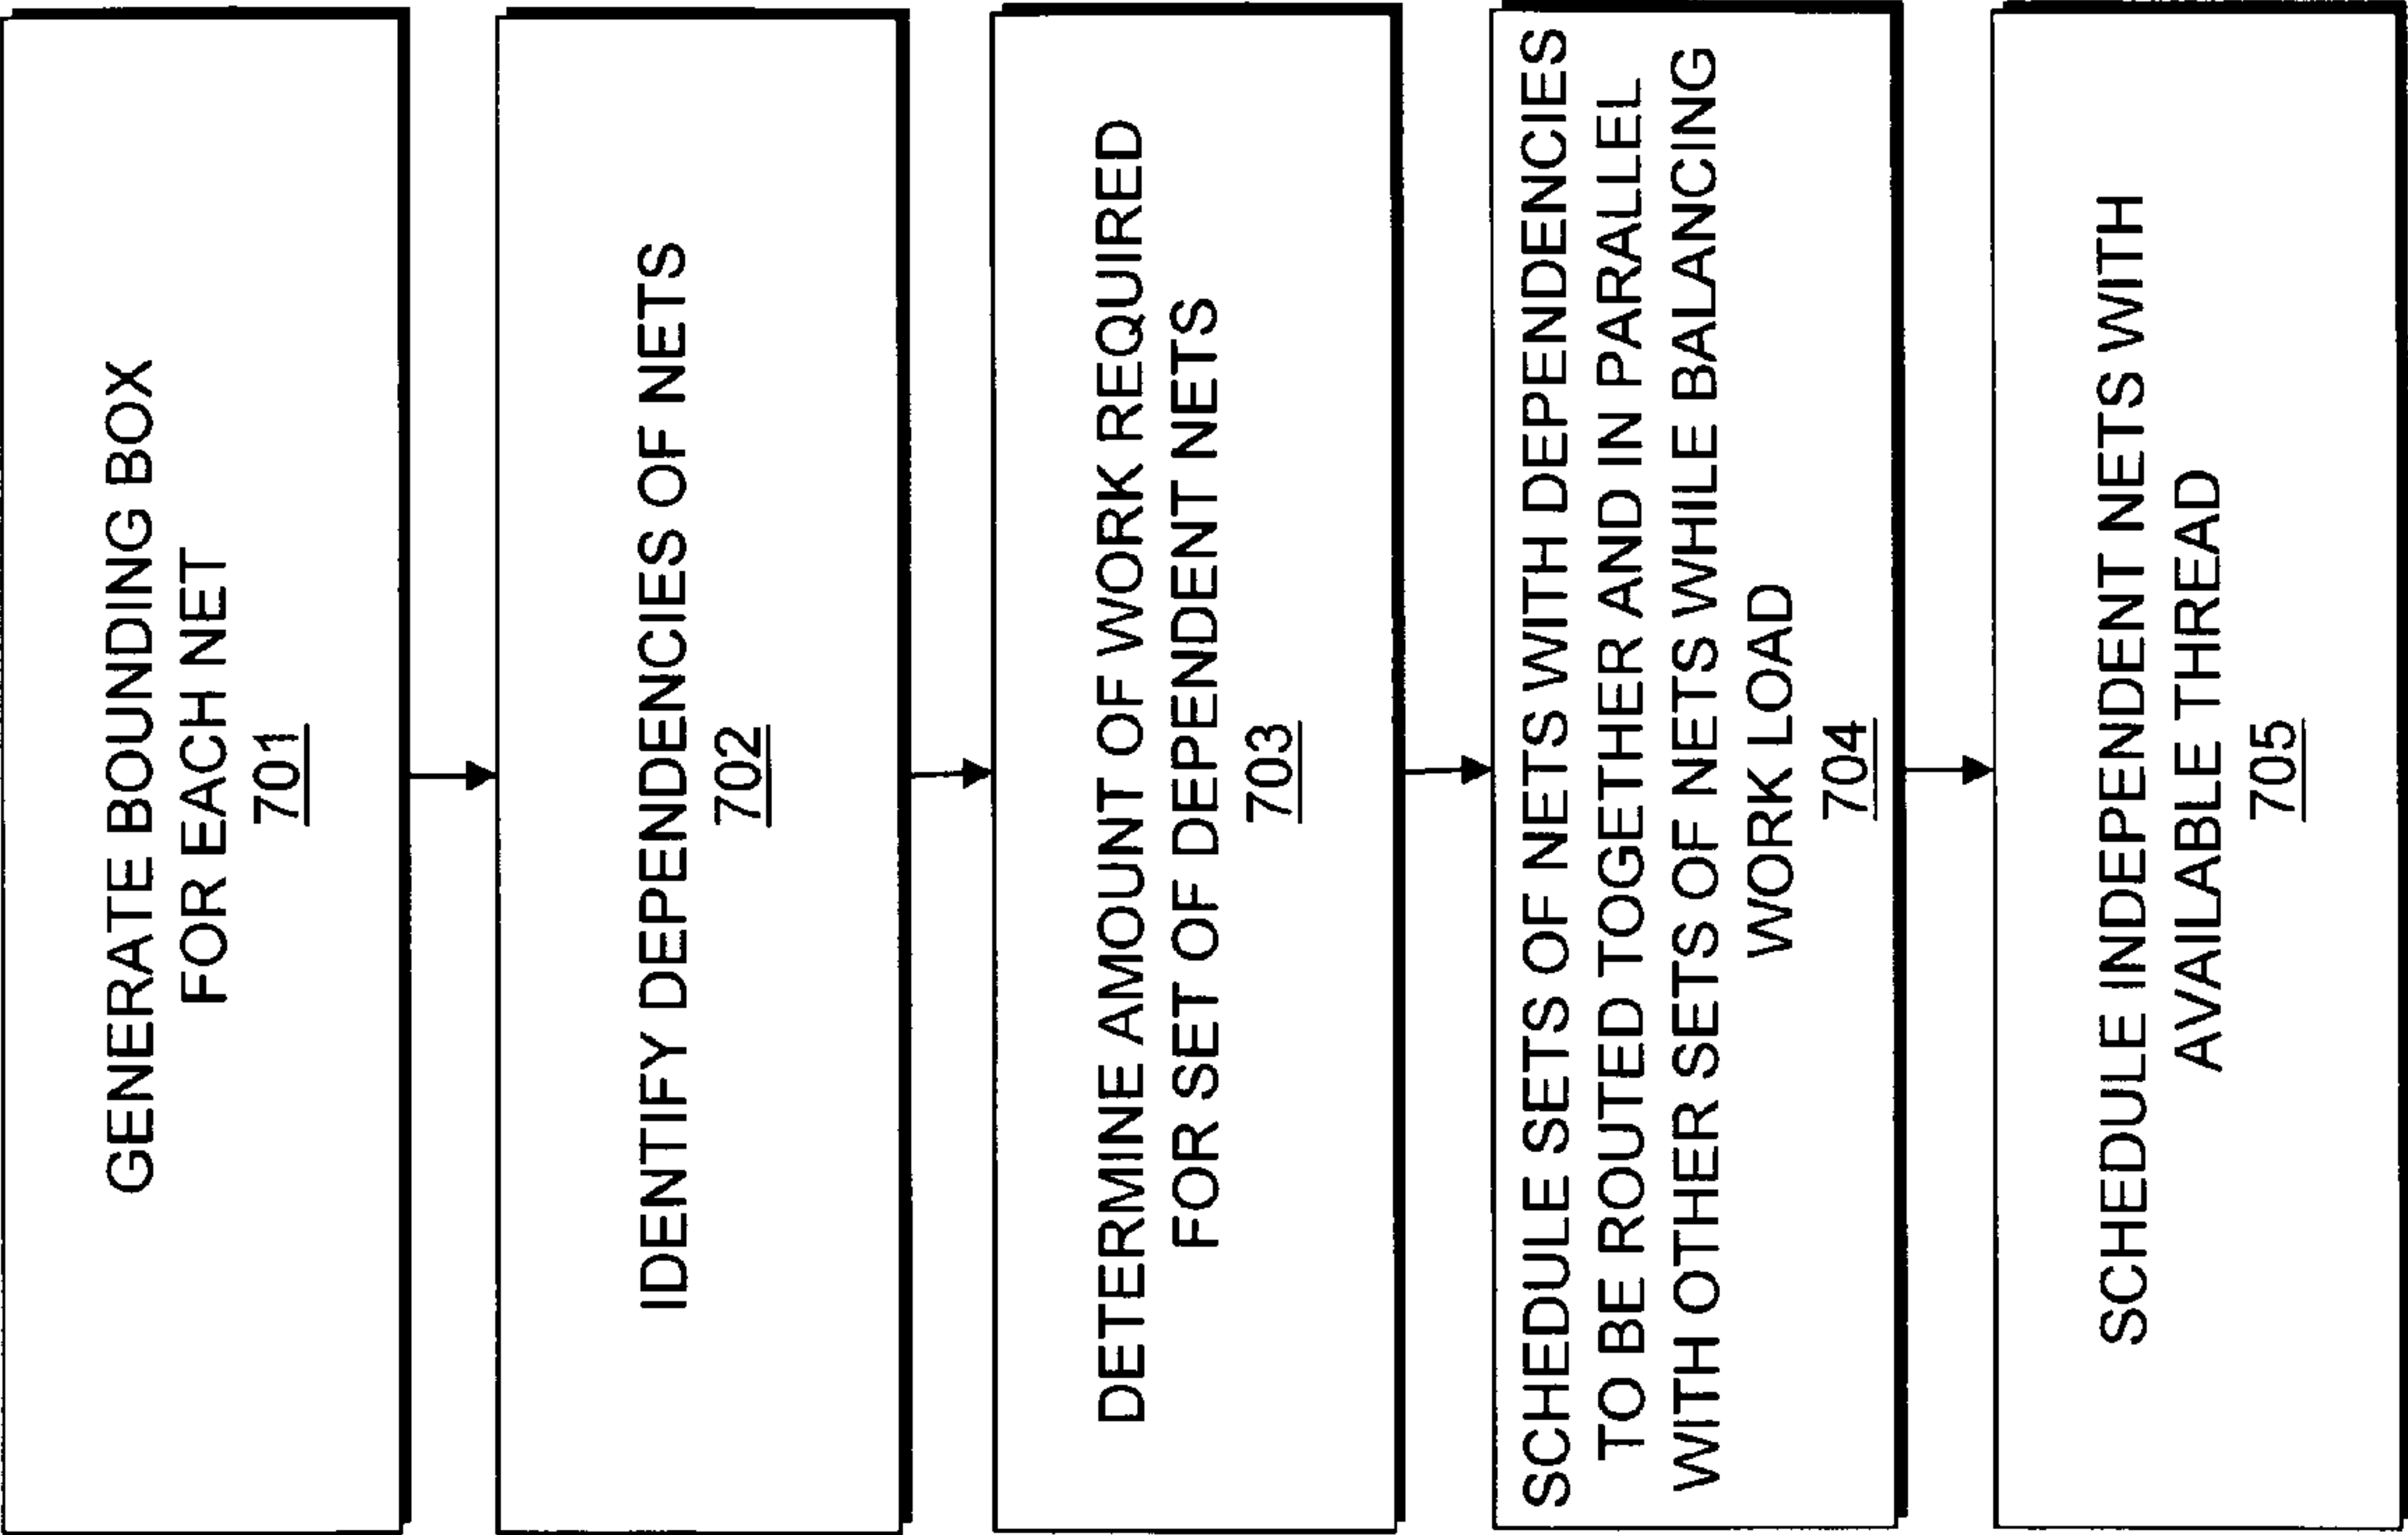 GENERATE BOUNDING BOX
FOR EACH NET
701
IDENTIFY DEPENDENCIES OF NETS
702
DETERMINE AMOUNT OF WORK REQUIRED
FOR SET OF DEPENDENT NETS
703
SCHEDULE SETS OF NETS WITH DEPENDENCIES
TO BE ROUTED TOGETHER AND IN PARALLEL
WITH OTHER SETS OF NETS WHILE BALANCING
WORK LOAD
704
SCHEDULE INDEPENDENT NETS WITH
AVAILABLE THREAD
705